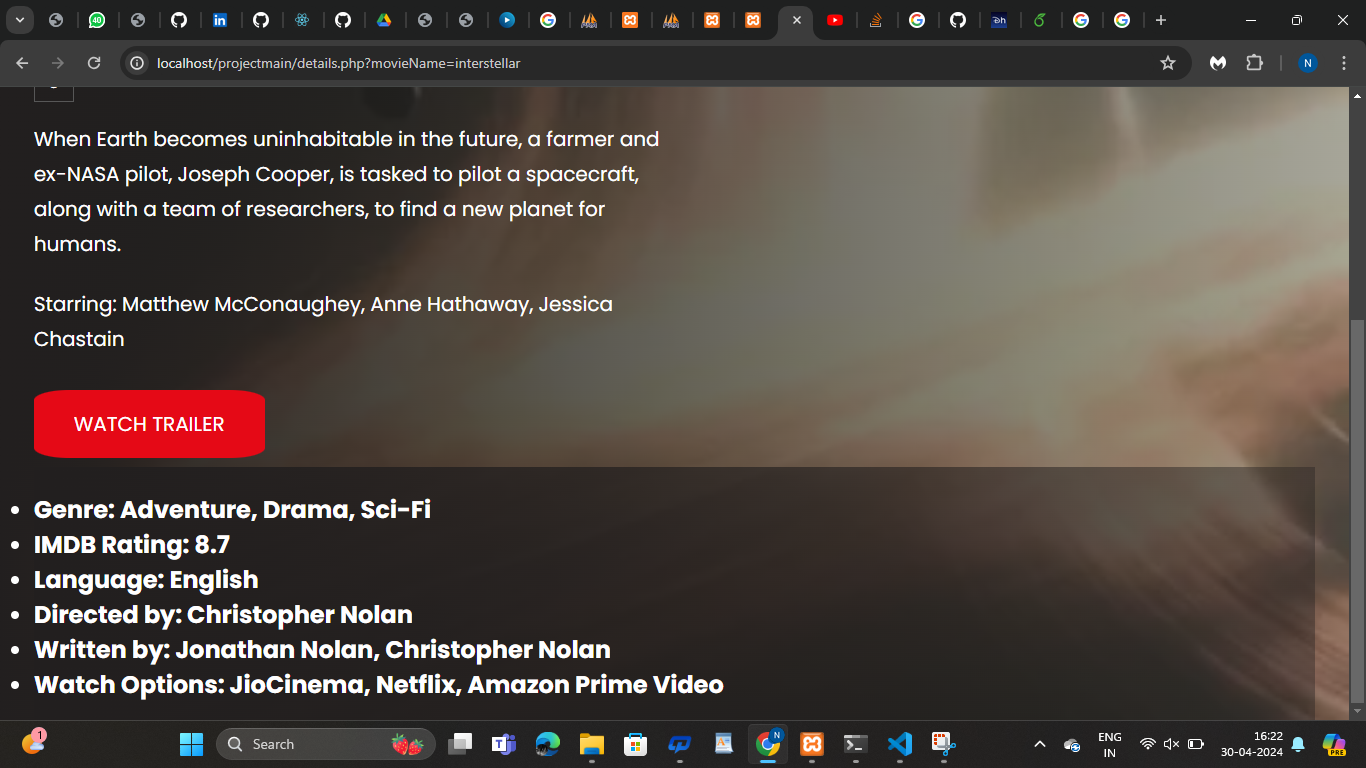 40
localhost/projectmain/details.php?movieName=interstellar
N
When Earth becomes uninhabitable in the future, a farmer and
ex-NASA pilot, Joseph Cooper, is tasked to pilot a spacecraft,
along with a team of researchers, to find a new planet for
humans.
Starring: Matthew McConaughey, Anne Hathaway, Jessica
Chastain
WATCH TRAILER
• Genre: Adventure, Drama, Sci-Fi
• IMDB Rating: 8.7
• Language: English
• Directed by: Christopher Nolan
• Written by: Jonathan Nolan, Christopher Nolan
• Watch Options: JioCinema, Netflix, Amazon Prime Video
1
Search
N
ENG
IN
16:22
30-04-2024
PRE